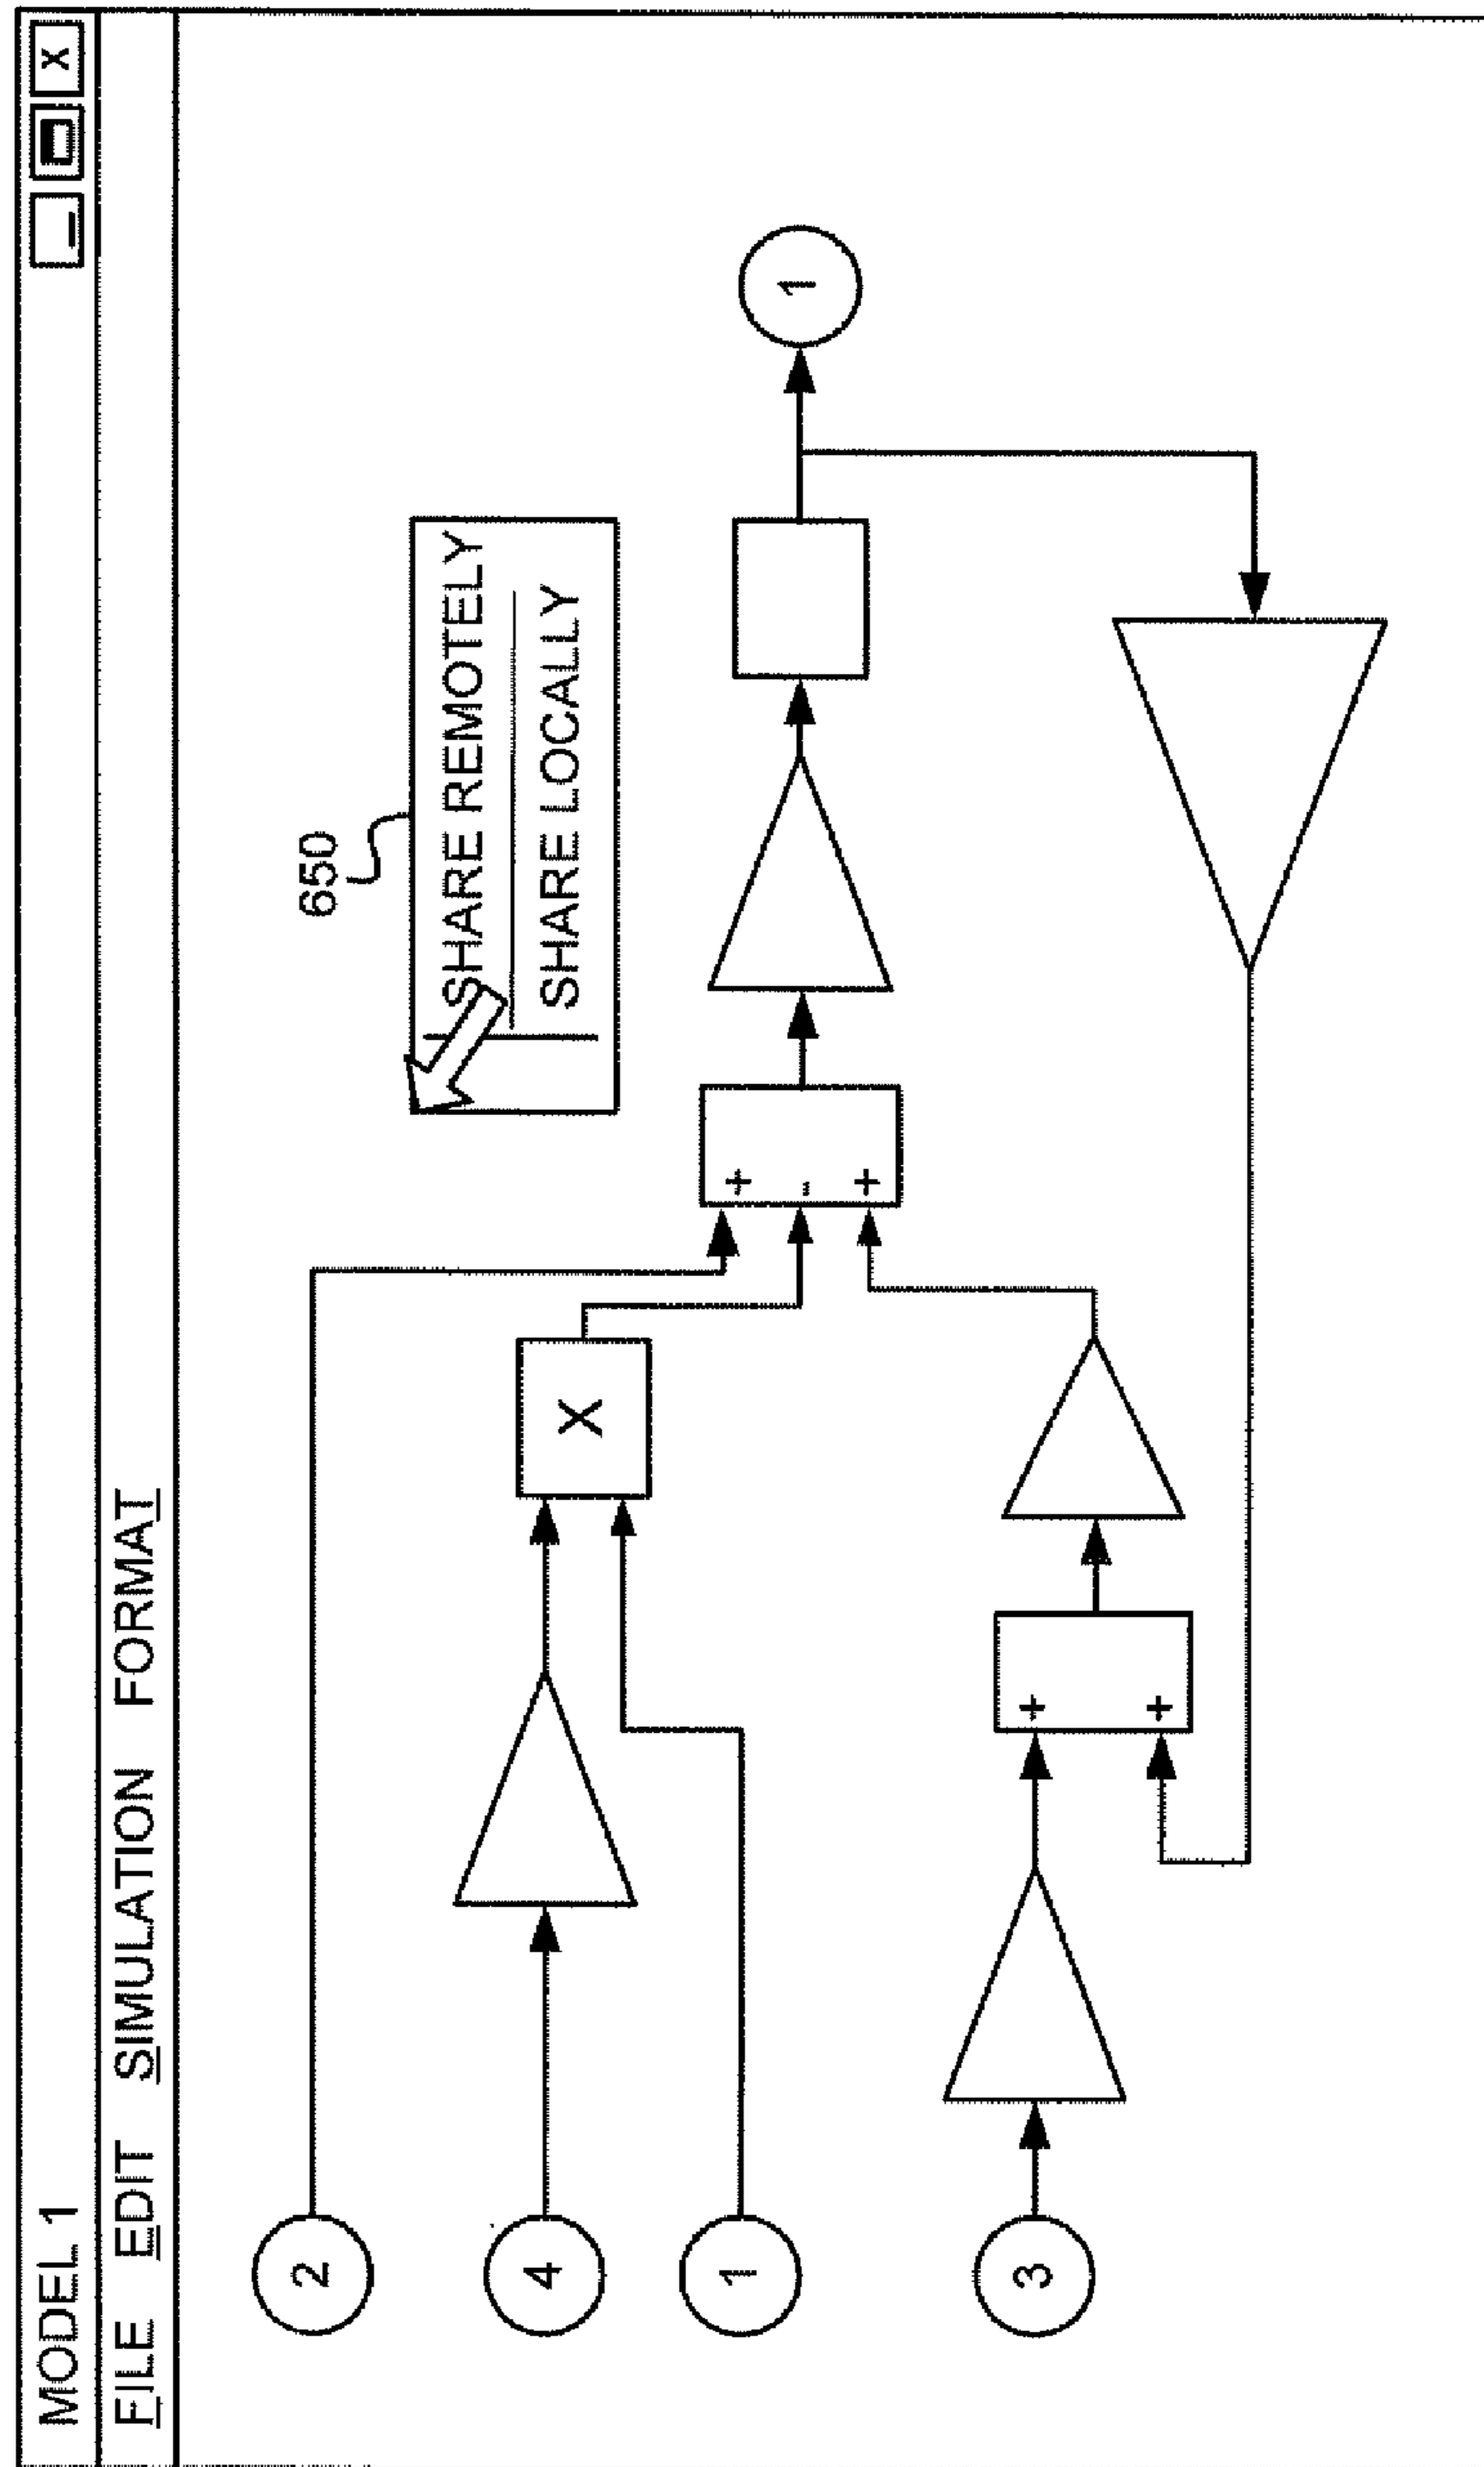 MODEL 1
_ X
FILE EDIT SIMULATION FORMAT
2
650
SHARE REMOTELY
SHARE LOCALLY
4
X
1
+
-
+
1
3
+
+